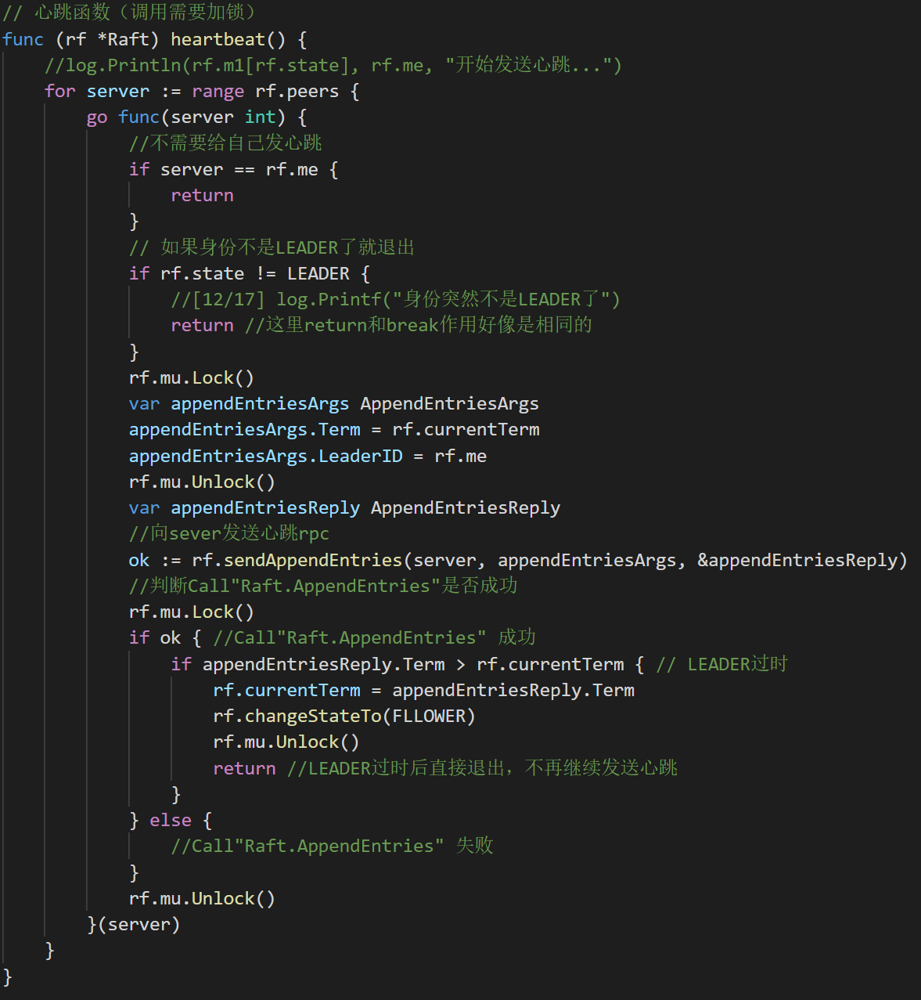 // 心跳函数（调用需要加锁）
func (rf *Raft) heartbeat() {
    //log.Println(rf.m1[rf.state], rf.me, "开始发送心跳...")
    for server := range rf.peers {
        go func(server int) {
            //不需要给自己发心跳
            if server == rf.me {
                return
            }
            // 如果身份不是LEADER了就退出
            if rf.state != LEADER {
                //[12/17] log.Printf("身份突然不是LEADER了")
                return //这里return和break作用好像是相同的
            }
            rf.mu.Lock()
            var appendEntriesArgs AppendEntriesArgs
            appendEntriesArgs.Term = rf.currentTerm
            appendEntriesArgs.LeaderID = rf.me
            rf.mu.Unlock()
            var appendEntriesReply AppendEntriesReply
            //向sever发送心跳rpc
            ok := rf.sendAppendEntries(server, appendEntriesArgs, &appendEntriesReply)
            //判断Call"Raft.AppendEntries"是否成功
            rf.mu.Lock()
            if ok { //Call"Raft.AppendEntries" 成功
                if appendEntriesReply.Term > rf.currentTerm { // LEADER过时
                    rf.currentTerm = appendEntriesReply.Term
                    rf.changeStateTo(FLLOWER)
                    rf.mu.Unlock()
                    return //LEADER过时后直接退出，不再继续发送心跳
                }
            } else {
                //Call"Raft.AppendEntries" 失败
            }
            rf.mu.Unlock()
        }(server)
    }
}